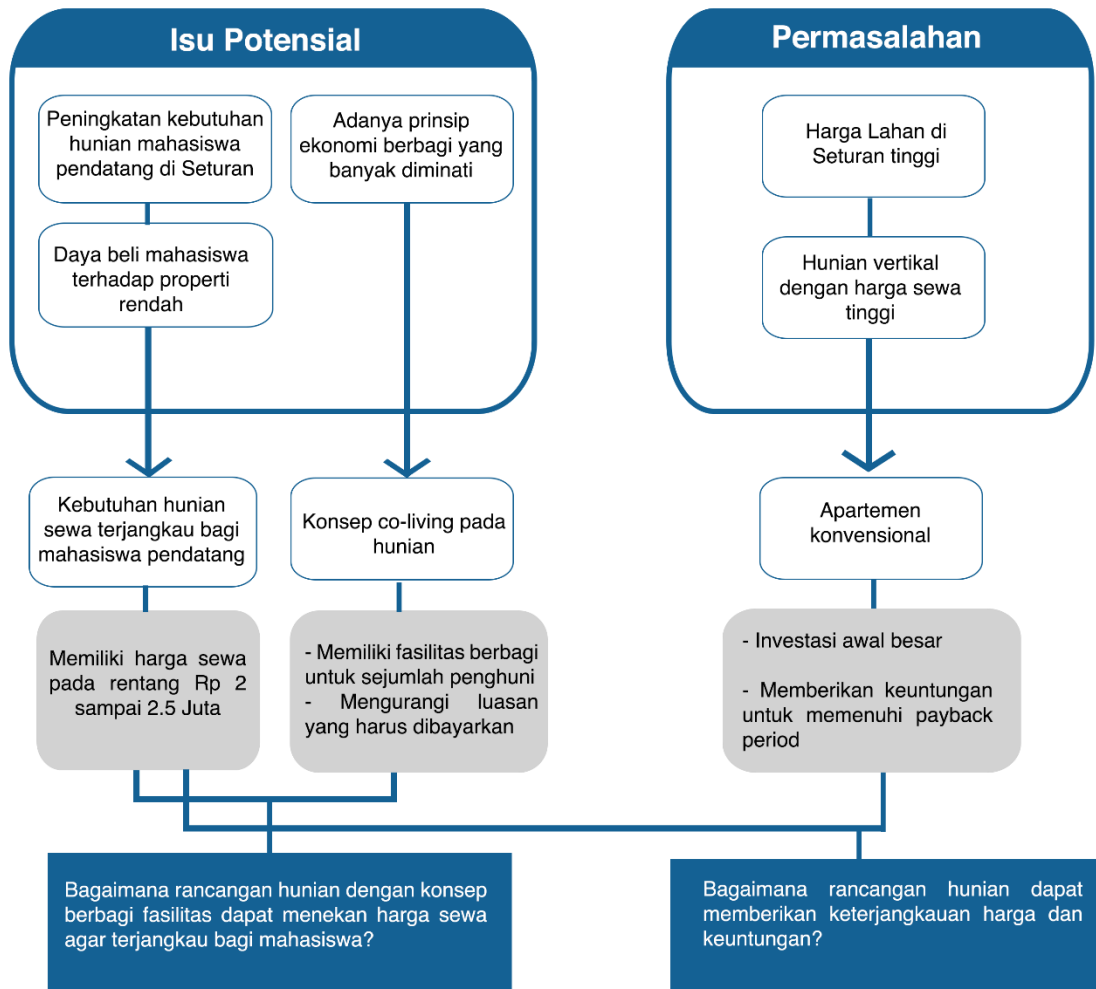 Isu Potensial
Peningkatan kebutuhan
hunian mahasiswa
pendatang di Seturan
Daya beli mahasiswa
terhadap properti
rendah
Adanya prinsip
ekonomi berbagi yang
banyak diminati
Kebutuhan hunian
sewa terjangkau bagi
mahasiswa pendatang
Konsep co-living pada
hunian
Memiliki harga sewa
pada rentang Rp 2
sampai 2.5 Juta
- Memiliki fasilitas berbagi
untuk sejumlah penghuni
- Mengurangi luasan
yang harus dibayarkan
Permasalahan
Harga Lahan di
Seturan tinggi
Hunian vertikal
dengan harga sewa
tinggi
Apartemen
konvensional
- Investasi awal besar
- Memberikan keuntungan
untuk memenuhi payback
period
Bagaimana rancangan hunian dengan konsep
berbagi fasilitas dapat menekan harga sewa
agar terjangkau bagi mahasiswa?
Bagaimana rancangan hunian dapat
memberikan keterjangkauan harga dan
keuntungan?